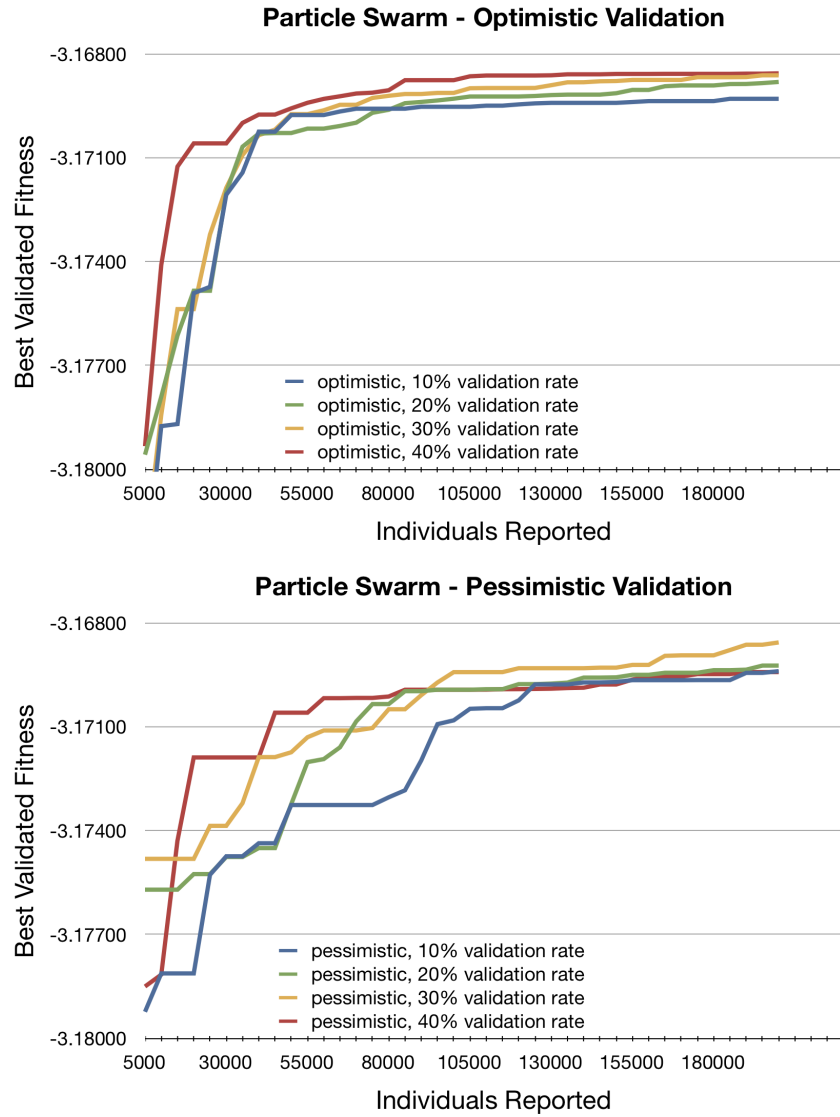 Particle Swarm - Optimistic Validation
Best Validated Fitness
-3.16800
-3.17100
-3.17400
-3.17700
-3.18000
optimistic, 10% validation rate
optimistic, 20% validation rate
optimistic, 30% validation rate
optimistic, 40% validation rate
5000 30000 55000 80000 105000 130000 155000 180000
Individuals Reported
Particle Swarm - Pessimistic Validation
Best Validated Fitness
-3.16800
-3.17100
-3.17400
-3.17700
-3.18000
pessimistic, 10% validation rate
pessimistic, 20% validation rate
pessimistic, 30% validation rate
pessimistic, 40% validation rate
5000 30000 55000 80000 105000 130000 155000 180000
Individuals Reported